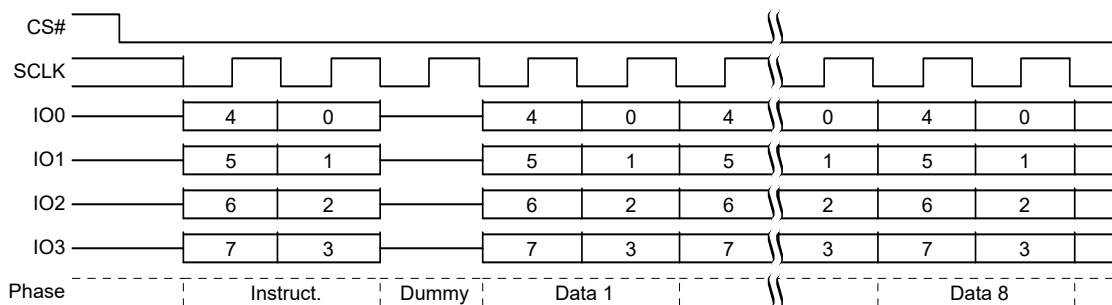 CS#
SCLK
IO0 4 0 4 0 4 0 4 0
IO1 5 1 5 1 5 1 5 1
IO2 6 2 6 2 6 2 6 2
IO3 7 3 7 3 7 3 7 3
Phase Instruct. Dummy Data 1 Data 8